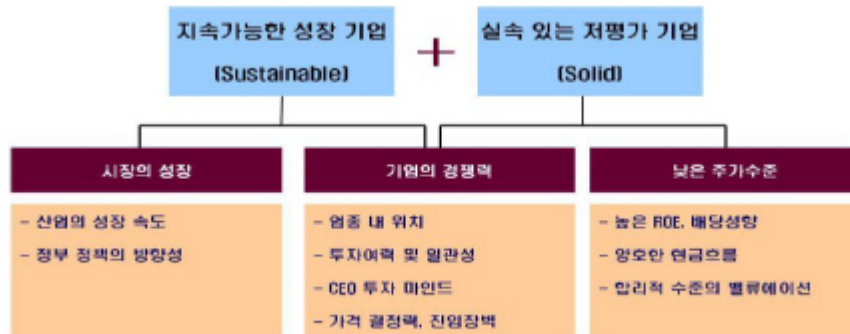 지속가능한 성장 기업
(Sustainable)
+
실속 있는 저평가 기업
(Solid)
시장의 성장
- 산업의 성장 속도
- 정부 정책의 방향성
기업의 경쟁력
- 업종 내 위치
- 투자여력 및 일관성
- CEO 투자 마인드
- 가격 결정력, 진입장벽
낮은 주가수준
- 높은 ROE, 배당성향
- 양호한 현금흐름
- 합리적 수준의 밸류에이션